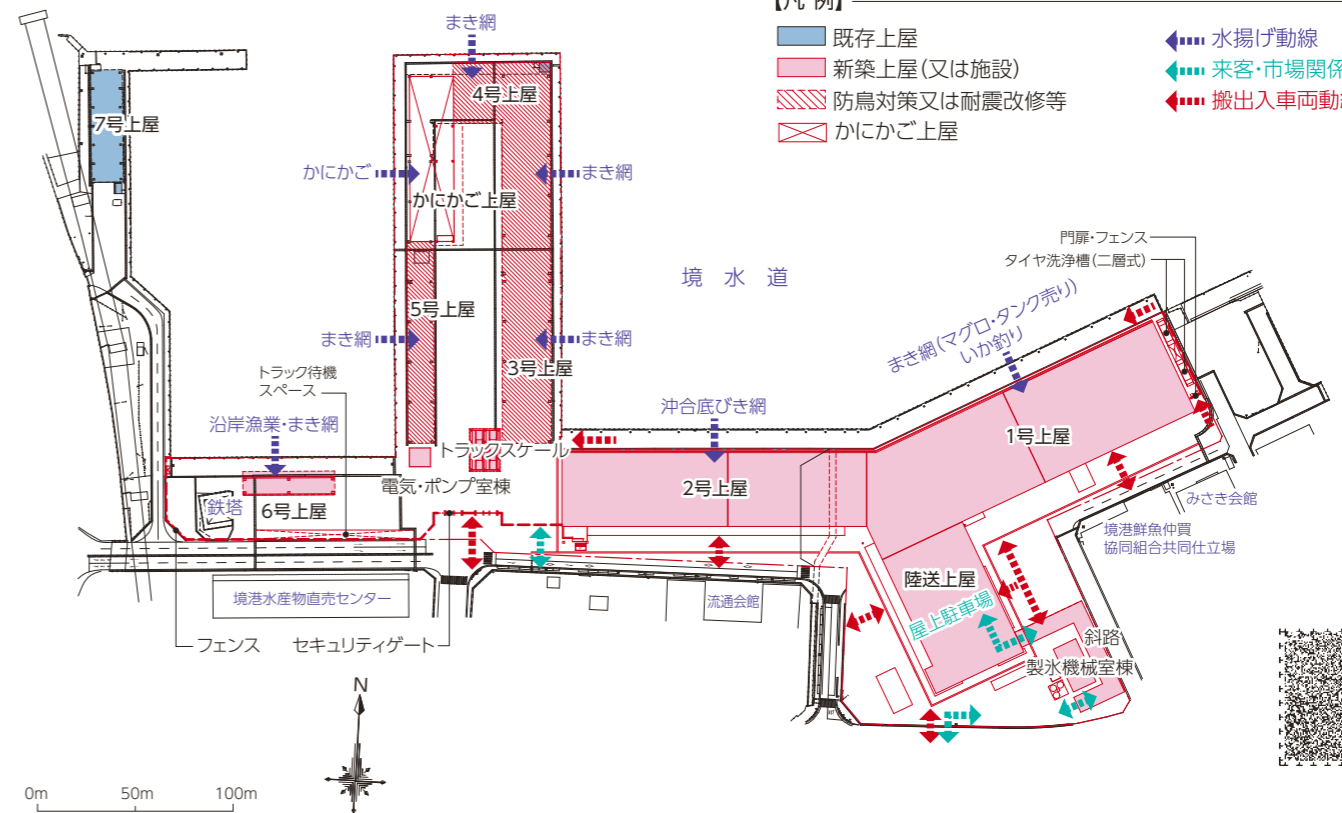 【凡 例】
既存上屋
新築上屋(又は施設)
防鳥対策又は耐震改修等
かにかご上屋
水揚げ動線
来客・市場関係
搬出入車両動線
まき網
4号上屋
7号上屋
かにかご
まき網
かにかご上屋
境 水 道
門扉・フェンス
タイヤ洗浄槽(二層式)
5号上屋
まき網
まき網
3号上屋
まき網(マグロ・タンク売り)
いか釣り
トラック待機
スペース
沿岸漁業・まき網
沖合底びき網
トラックスケール
1号上屋
電気・ポンプ室棟
2号上屋
鉄塔
6号上屋
みさき会館
境港鮮魚仲買
協同組合共同仕立場
陸送上屋
境港水産物直売センター
流通会館
屋上駐車場
フェンス
セキュリティゲート
斜路
製氷機械室棟
N
0m
50m
100m